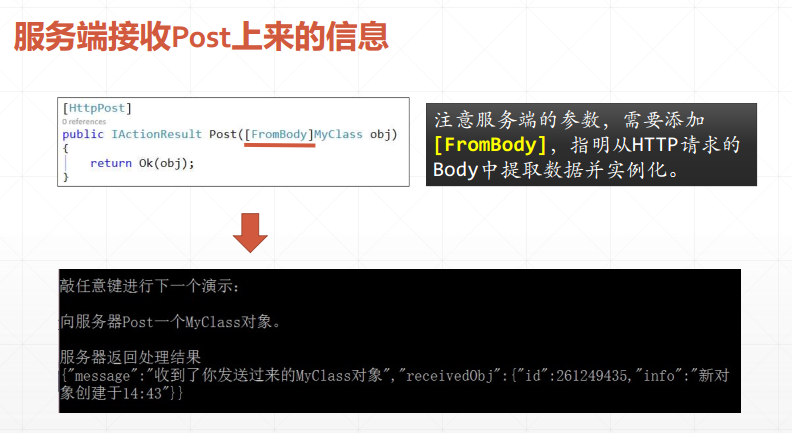 服务端接收Post上来的信息
[HttpPost]
0 references
public IActionResult Post([FromBody]MyClass obj)
{
return Ok(obj);
}
注意服务端的参数，需要添加
[FromBody]，指明从HTTP请求的
Body中提取数据并实例化。
敲任意键进行下一个演示：
向服务器Post一个MyClass对象。
服务器返回处理结果
{"message":"收到了你发送过来的MyClass对象","receivedObj":{"id":261249435,"info":"新对
象创建于14:43"}}